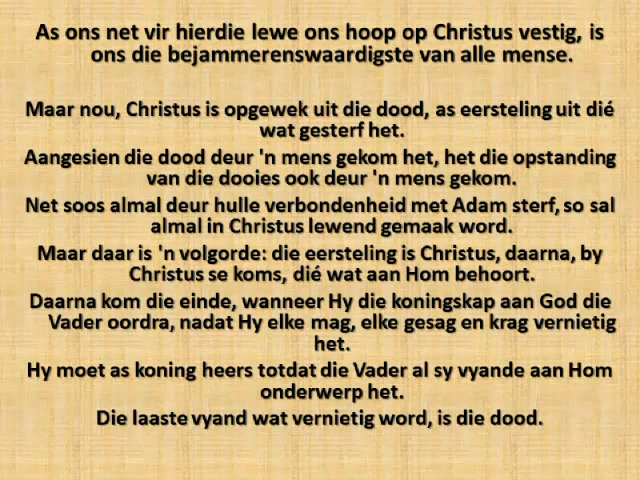 As ons net vir hierdie lewe ons hoop op Christus vestig, is
ons die bejammerenswaardigste van alle mense.
Maar nou, Christus is opgewek uit die dood, as eersteling uit dié
wat gesterf het.
Aangesien die dood deur 'n mens gekom het, het die opstanding
van die dooies ook deur 'n mens gekom.
Net soos almal deur hulle verbondenheid met Adam sterf, so sal
almal in Christus lewend gemaak word.
Maar daar is 'n volgorde: die eersteling is Christus, daarna, by
Christus se koms, dié wat aan Hom behoort.
Daarna kom die einde, wanneer Hy die koningskap aan God die
Vader oordra, nadat Hy elke mag, elke gesag en krag vernietig
het.
Hy moet as koning heers totdat die Vader al sy vyande aan Hom
onderwerp het.
Die laaste vyand wat vernietig word, is die dood.